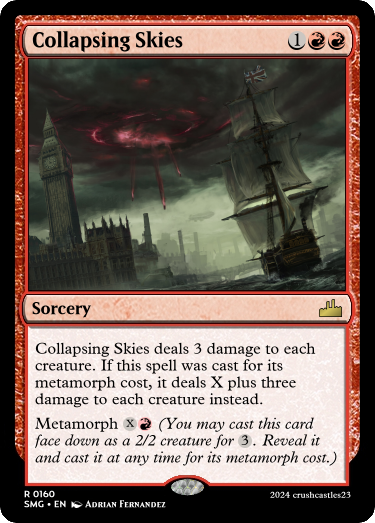 Collapsing Skies 1
Sorcery
Collapsing Skies deals 3 damage to each
creature. If this spell was cast for its
metamorph cost, it deals X plus three
damage to each creature instead.
Metamorph X (You may cast this card
face down as a 2/2 creature for 3. Reveal it
and cast it at any time for its metamorph cost.)
R 0160
SMG • EN Adrian Fernandez
2024 crushcastles23